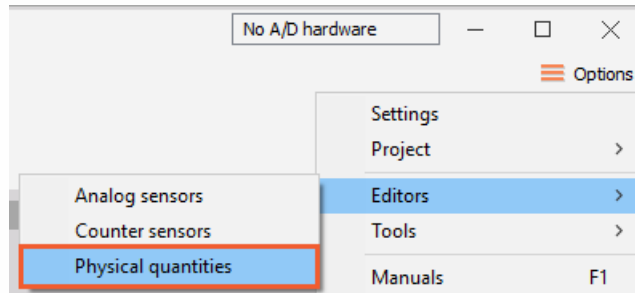 No A/D hardware
Options
Settings
Project
Editors
Tools
Manuals F1
Analog sensors
Counter sensors
Physical quantities